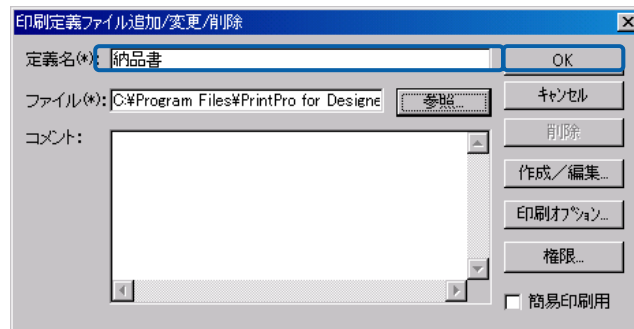 印刷定義ファイル追加/変更/削除
定義名(*): 納品書
OK
ファイル(*): C:¥Program Files¥PrintPro for Designe 参照...
キャンセル
コメント:
削除
作成／編集...
印刷オプション...
権限...
簡易印刷用